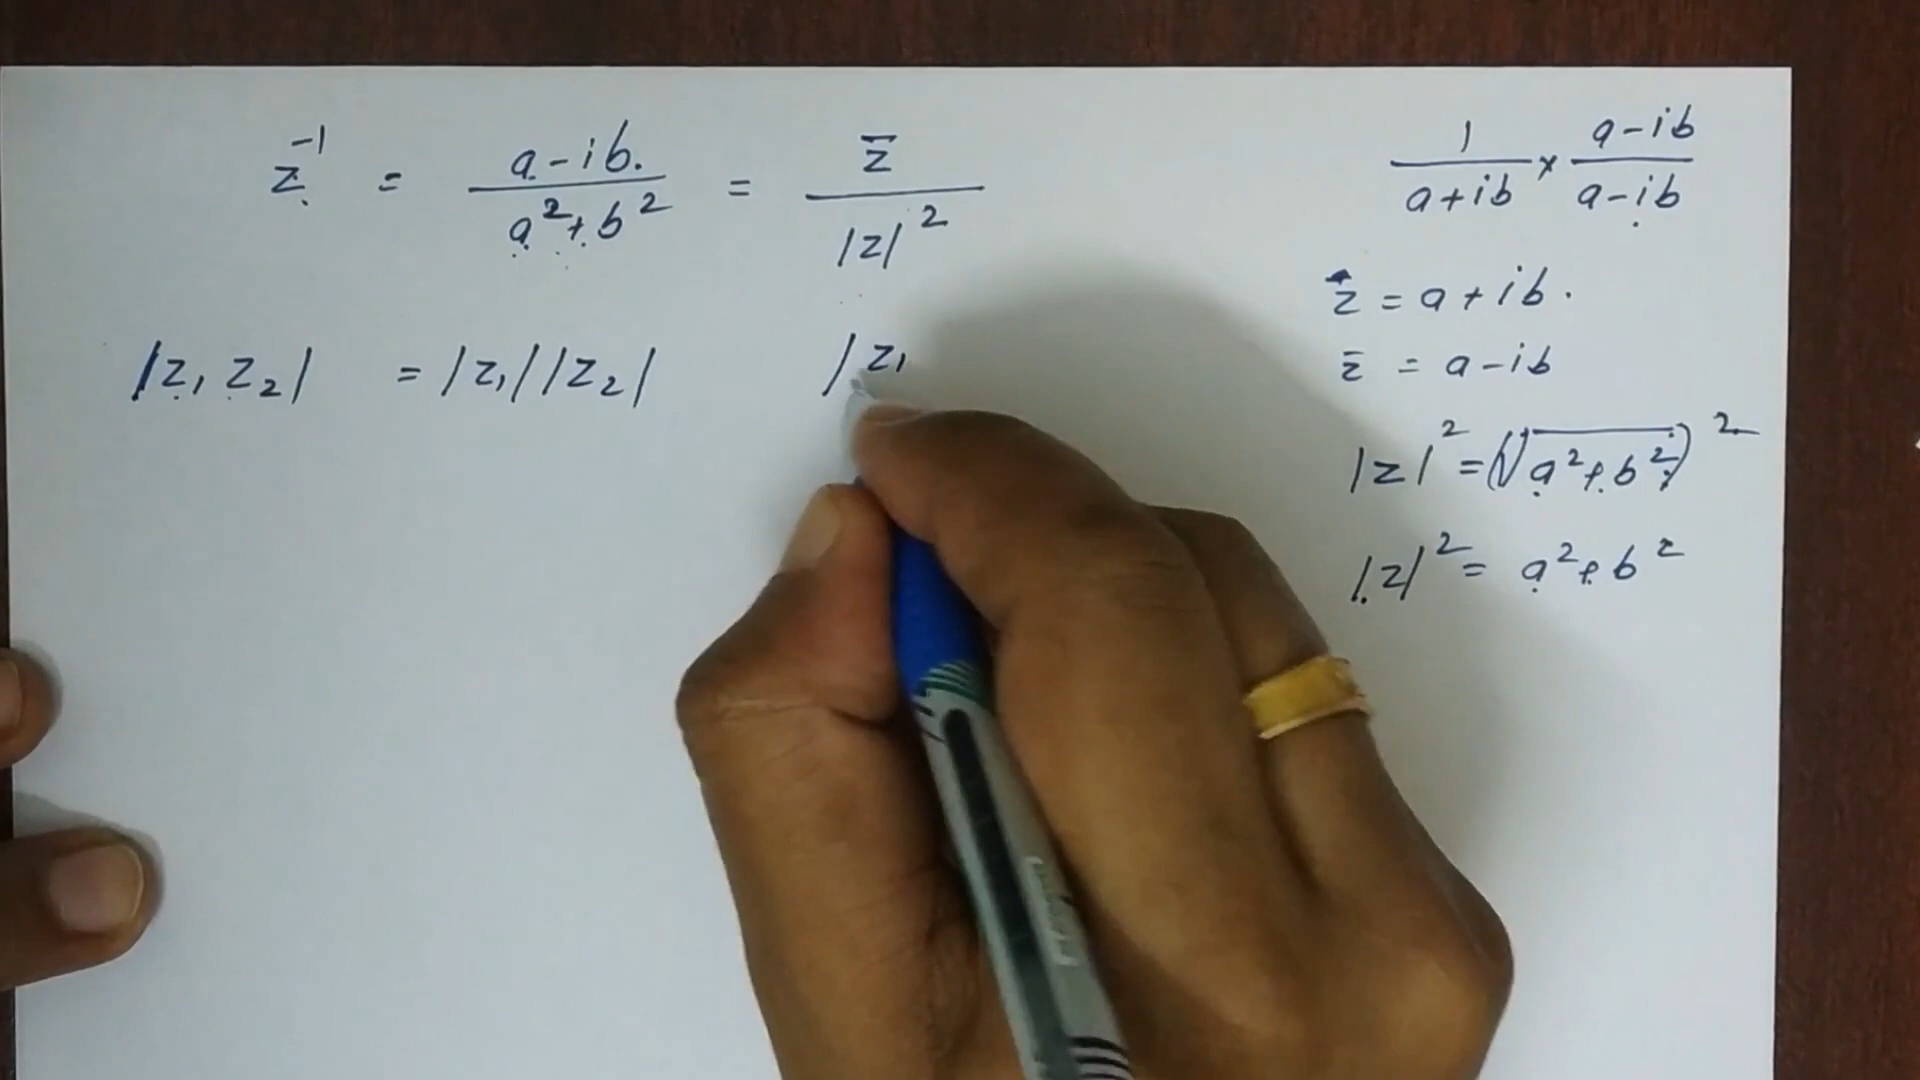 z⁻¹ = (a-ib.)/(a²+b²) = z̄/|z|²
|z₁ z₂| = |z₁||z₂|
|z₁
1/(a+ib) × (a-ib)/(a-ib)
z = a+ib.
z̄ = a-ib
|z|² = (√(a²+b²))²
|z|² = a²+b²